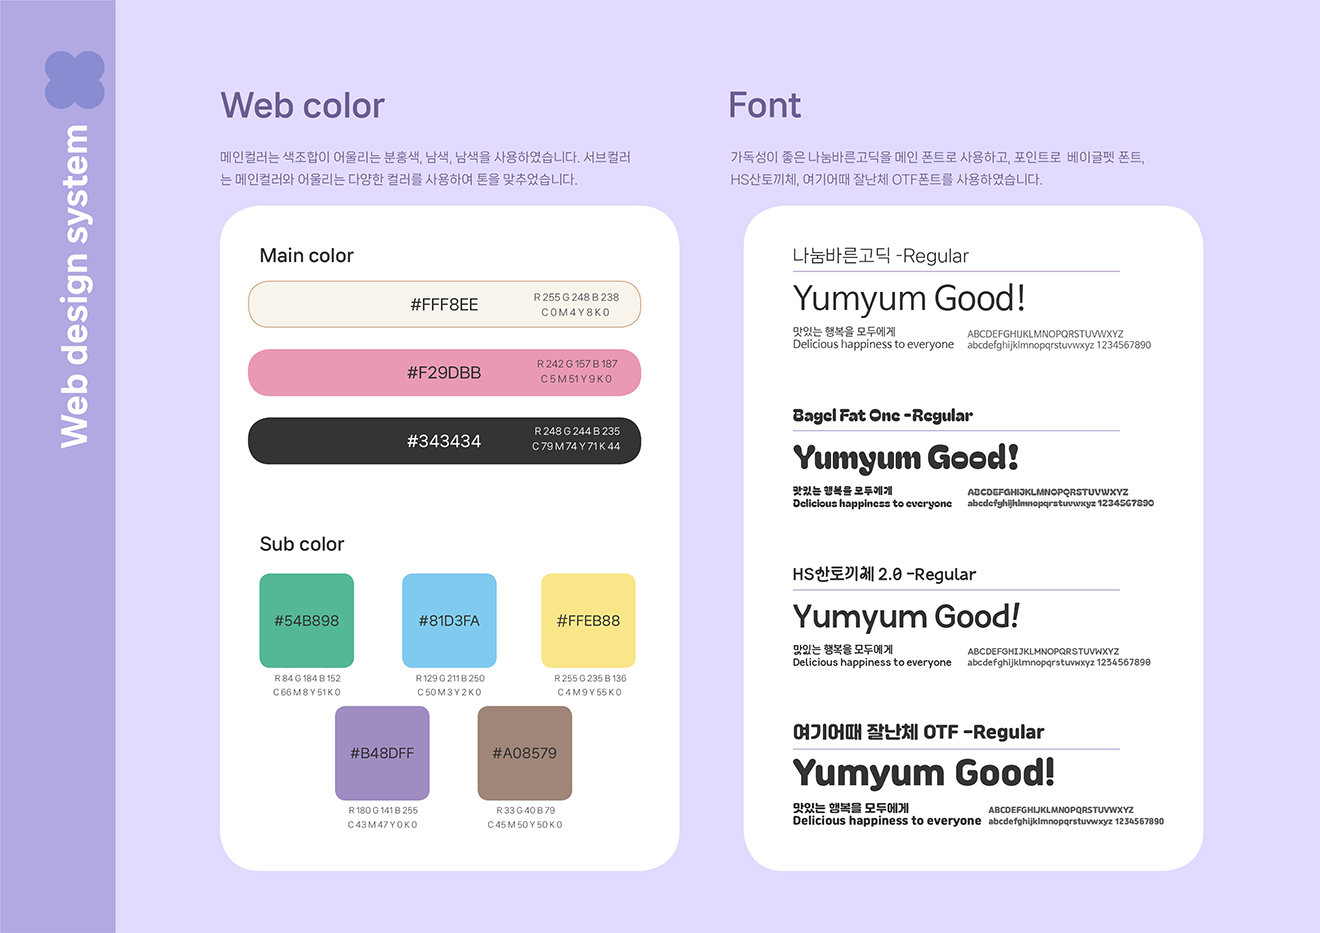 Web design system
Web color
메인컬러는 색조합이 어울리는 분홍색, 남색, 남색을 사용하였습니다. 서브컬러
는 메인컬러와 어울리는 다양한 컬러를 사용하여 톤을 맞추었습니다.
Main color
#FFF8EE
R 255 G 248 B 238
C 0 M 4 Y 8 K 0
#F29DBB
R 242 G 157 B 187
C 5 M 51 Y 9 K 0
#343434
R 248 G 244 B 235
C 79 M 74 Y 71 K 44
Sub color
#54B898
R 84 G 184 B 152
C 66 M 8 Y 51 K 0
#81D3FA
R 129 G 211 B 250
C 50 M 3 Y 2 K 0
#FFEB88
R 255 G 235 B 136
C 4 M 9 Y 55 K 0
#B48DFF
R 180 G 141 B 255
C 43 M 47 Y 0 K 0
#A08579
R 33 G 40 B 79
C 45 M 50 Y 50 K 0
Font
가독성이 좋은 나눔바른고딕을 메인 폰트로 사용하고, 포인트로 베이글펫 폰트,
HS산토끼체, 여기어때 잘난체 OTF폰트를 사용하였습니다.
나눔바른고딕 -Regular
Yumyum Good!
맛있는 행복을 모두에게
Delicious happiness to everyone
ABCDEFGHIJKLMNOPQRSTUVWXYZ
abcdefghijklmnopqrstuvwxyz 1234567890
Bagel Fat One -Regular
Yumyum Good!
맛있는 행복을 모두에게
Delicious happiness to everyone
ABCDEFGHIJKLMNOPQRSTUVWXYZ
abcdefghijklmnopqrstuvwxyz 1234567890
HS산토끼체 2.0 -Regular
Yumyum Good!
맛있는 행복을 모두에게
Delicious happiness to everyone
ABCDEFGHIJKLMNOPQRSTUVWXYZ
abcdefghijklmnopqrstuvwxyz 1234567890
여기어때 잘난체 OTF -Regular
Yumyum Good!
맛있는 행복을 모두에게
Delicious happiness to everyone
ABCDEFGHIJKLMNOPQRSTUVWXYZ
abcdefghijklmnopqrstuvwxyz 1234567890